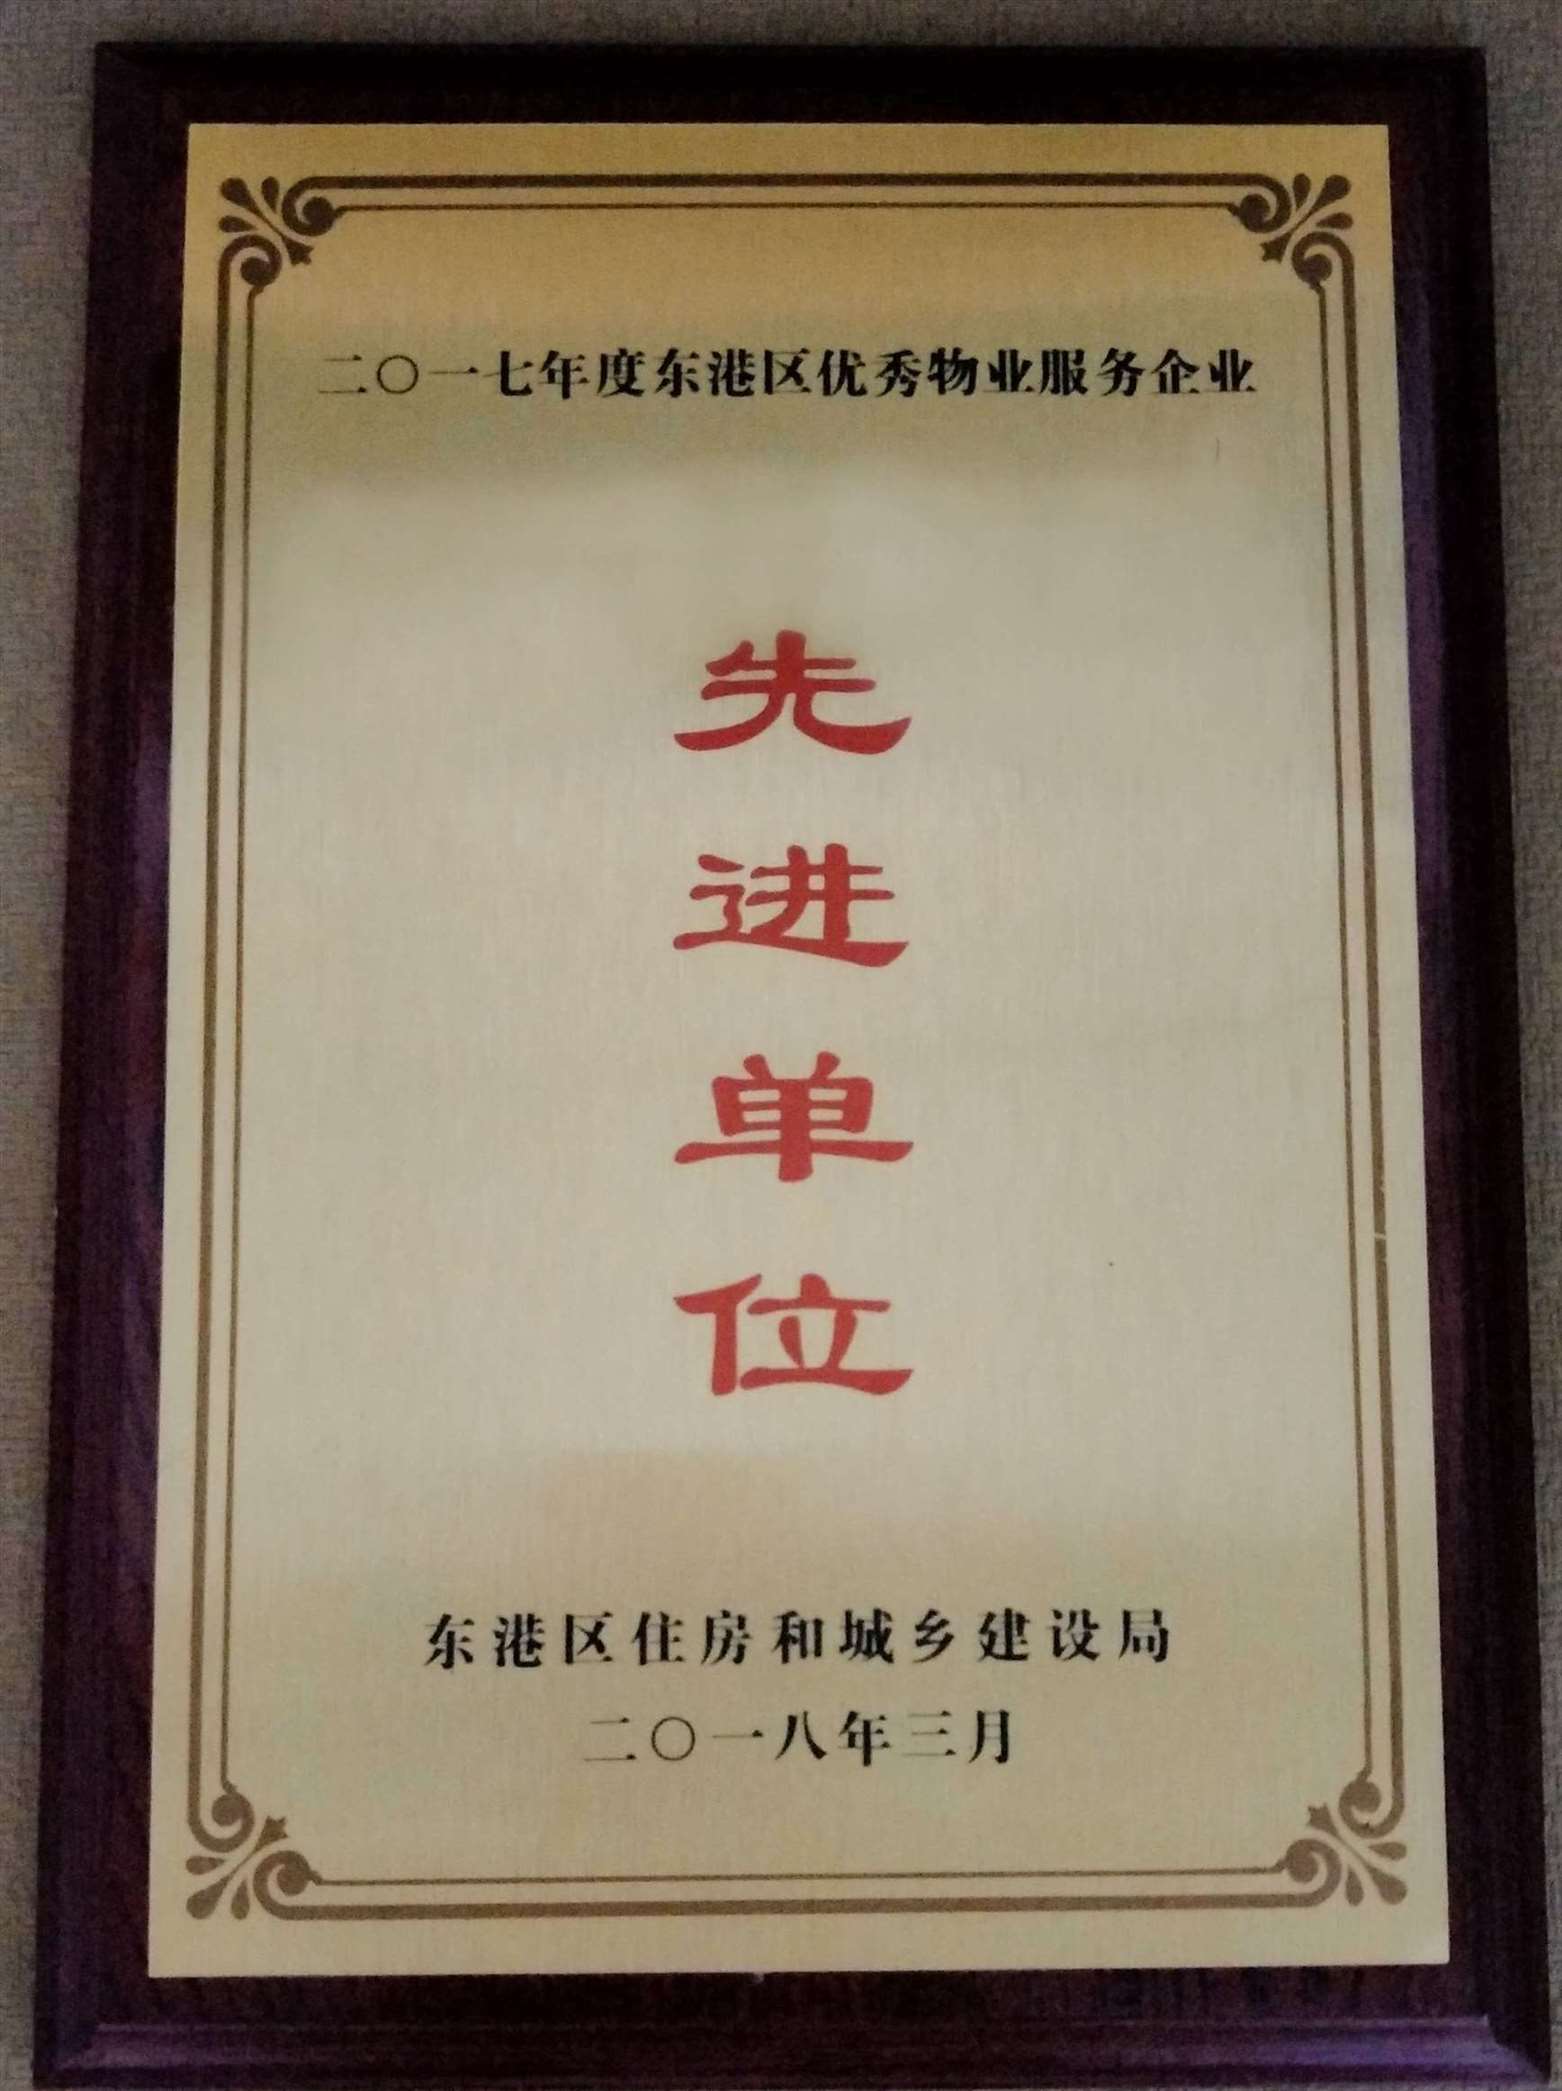 二〇一七年度东港区优秀物业服务企业
先
进
单
位
东港区住房和城乡建设局
二〇一八年三月